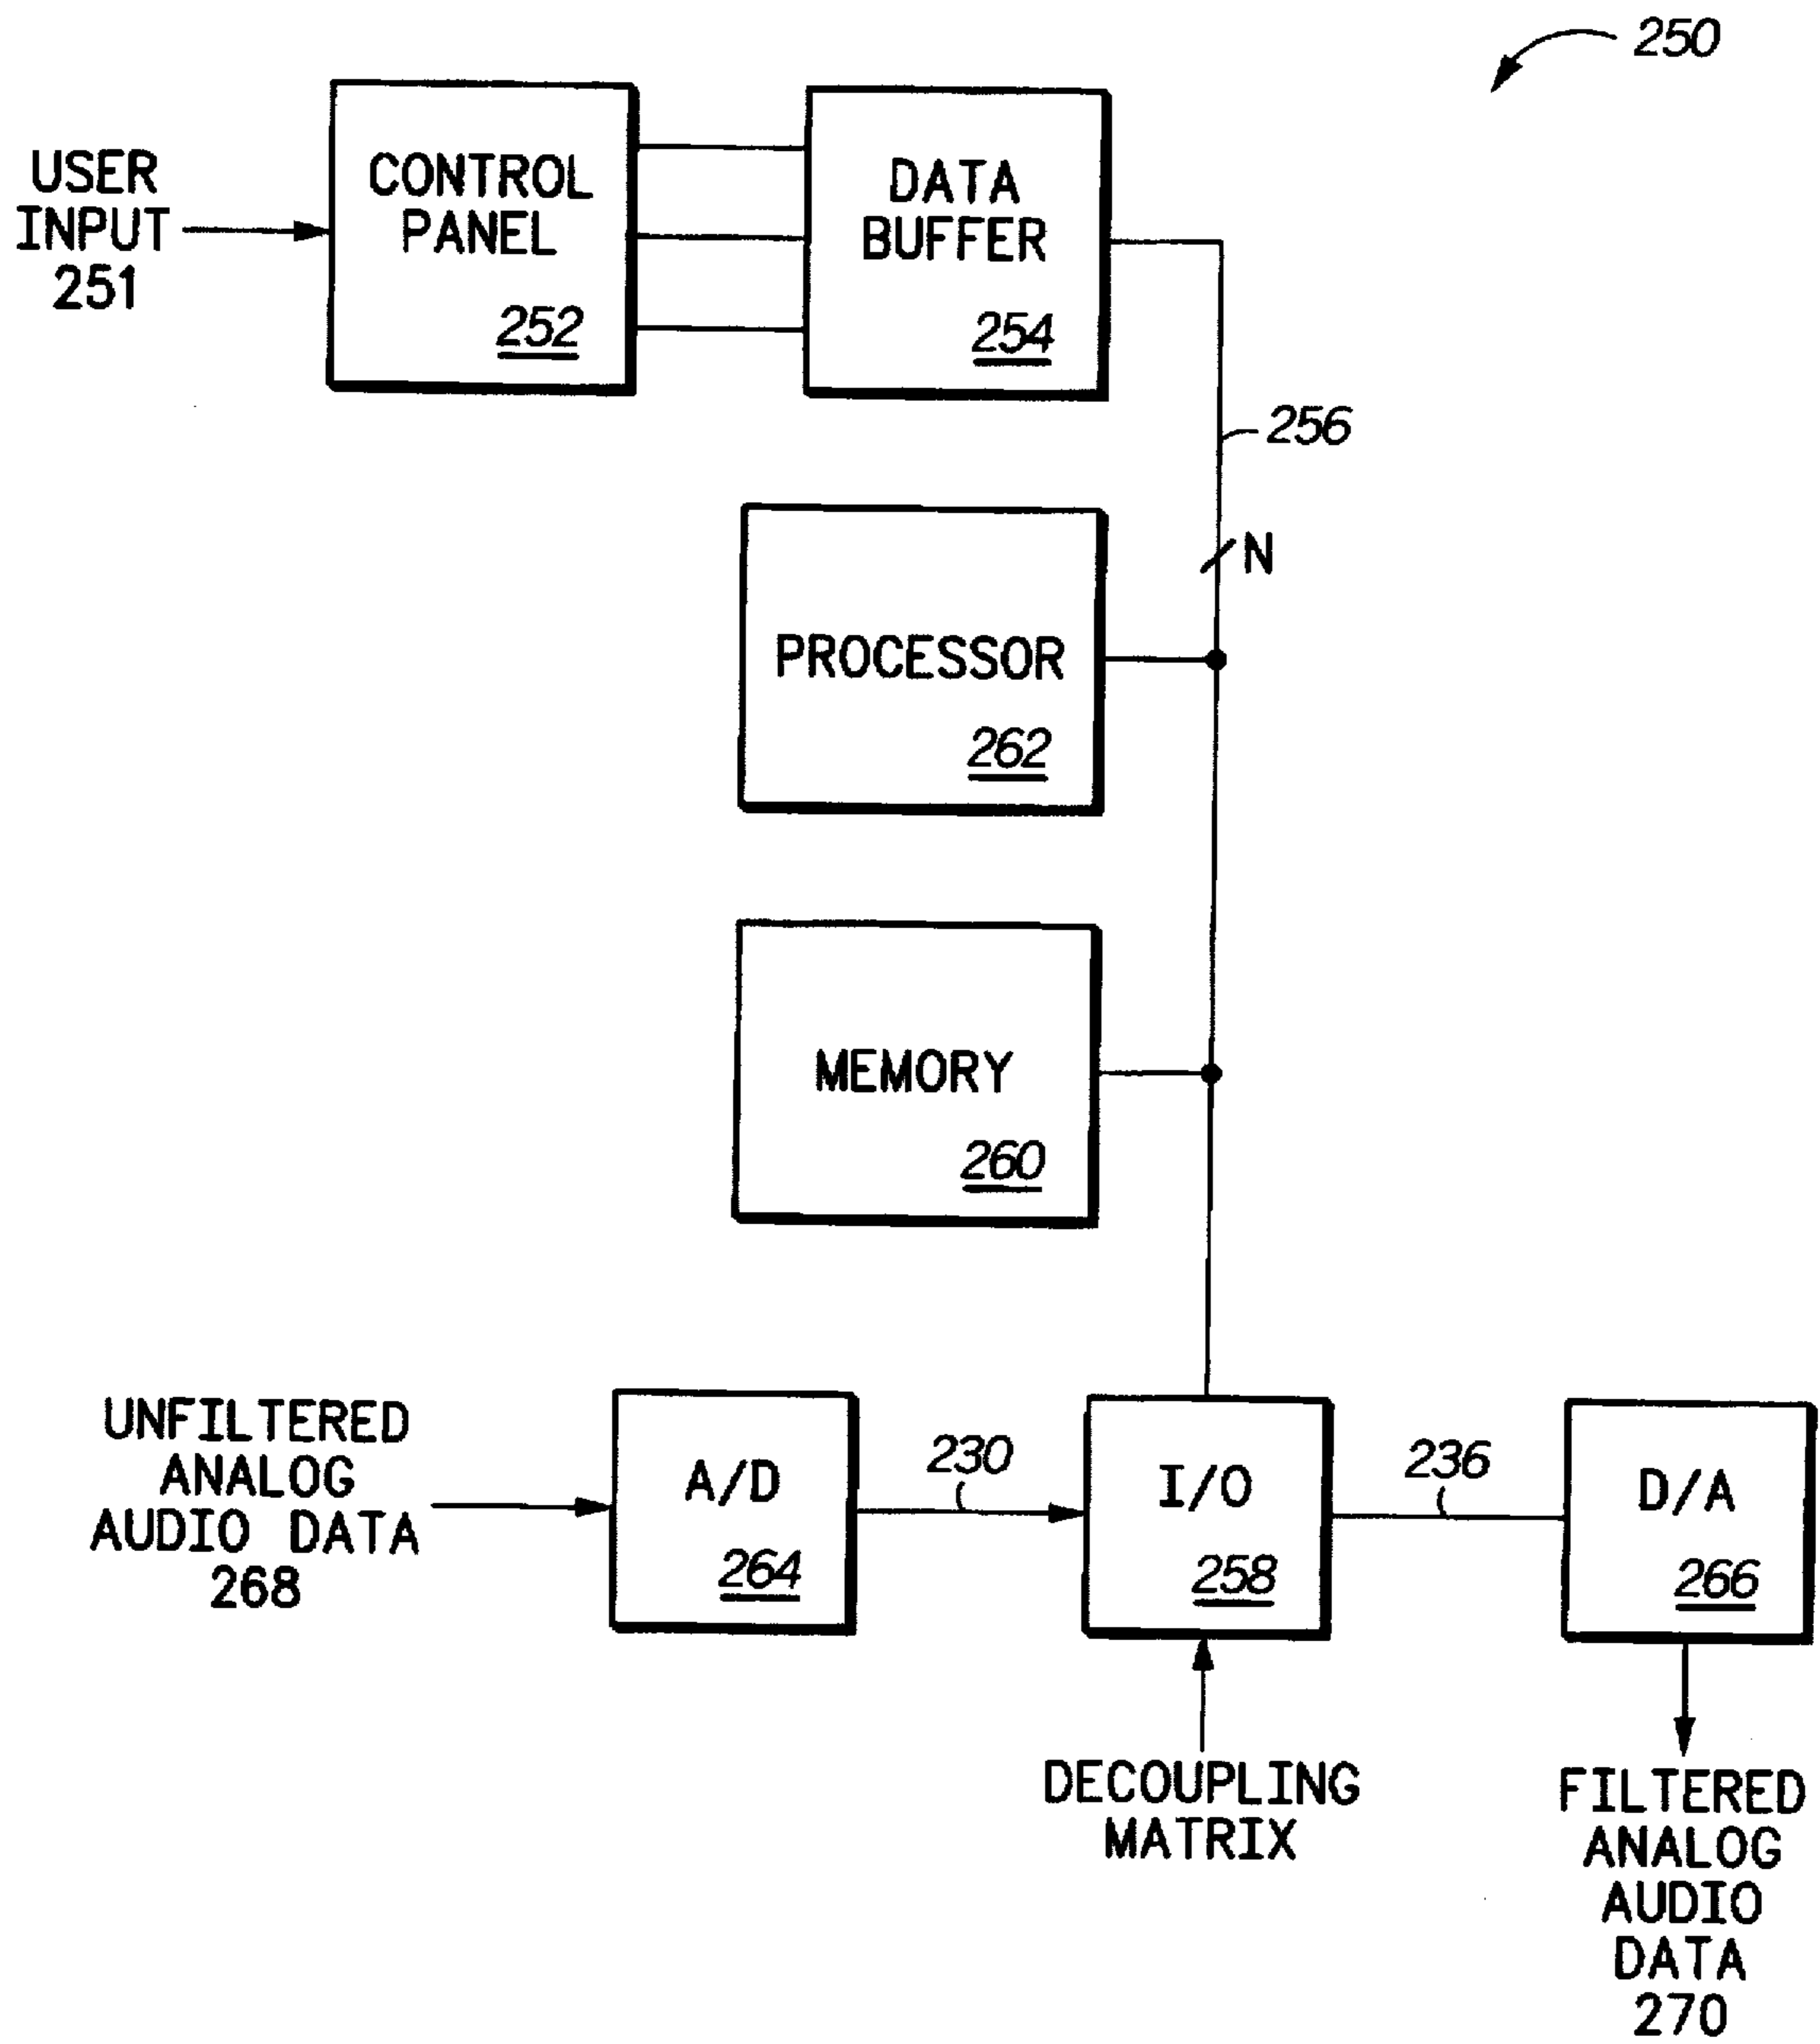 250
USER
INPUT
251
CONTROL
PANEL
252
DATA
BUFFER
254
256
N
PROCESSOR
262
MEMORY
260
UNFILTERED
ANALOG
AUDIO DATA
268
A/D
264
230
I/O
258
236
D/A
266
DECOUPLING
MATRIX
FILTERED
ANALOG
AUDIO
DATA
270